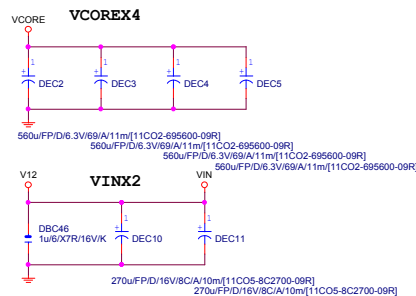 VCOREX4
VCORE
1 1 1 1
+ DEC2 + DEC3 + DEC4 + DEC5
560u/FP/D/6.3V/69/A/11m/[11CO2-695600-09R]
560u/FP/D/6.3V/69/A/11m/[11CO2-695600-09R]
560u/FP/D/6.3V/69/A/11m/[11CO2-695600-09R]
560u/FP/D/6.3V/69/A/11m/[11CO2-695600-09R]
V12 VINX2 VIN
1 1
DBC46
1u/6/X7R/16V/K + DEC10 + DEC11
270u/FP/D/16V/8C/A/10m/[11CO5-8C2700-09R]
270u/FP/D/16V/8C/A/10m/[11CO5-8C2700-09R]